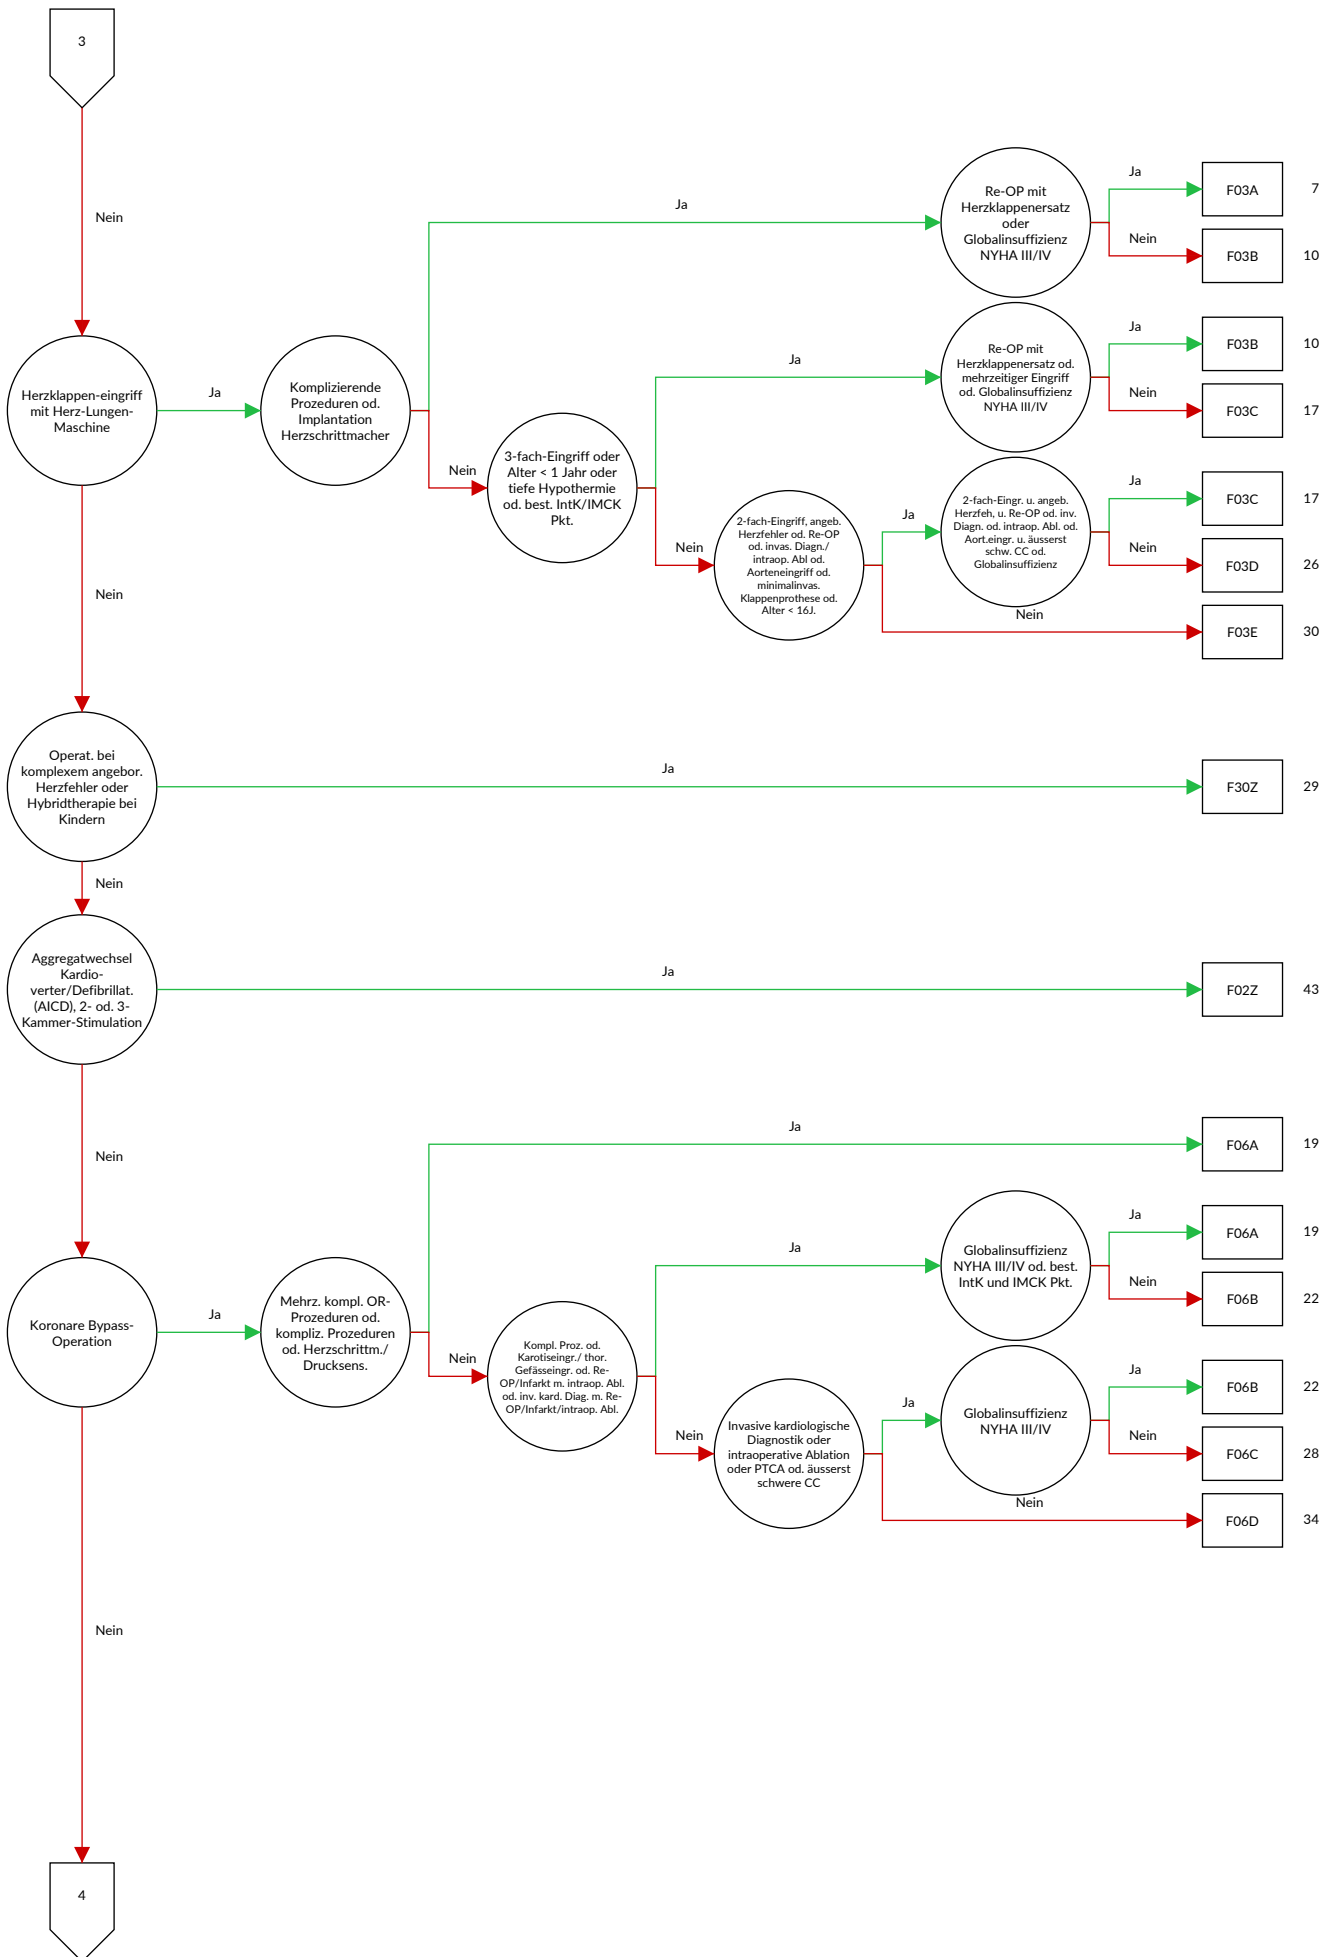 3
Nein
Herzklappen-eingriff
mit Herz-Lungen-
Maschine
Ja
Komplizierende
Prozeduren od.
Implantation
Herzschrittmacher
Ja
Re-OP mit
Herzklappenersatz
oder
Globalinsuffizienz
NYHA III/IV
Ja
F03A
7
Nein
F03B
10
Nein
3-fach-Eingriff oder
Alter < 1 Jahr oder
tiefe Hypothermie
od. best. IntK/IMCK
Pkt.
Ja
Re-OP mit
Herzklappenersatz od.
mehrzeitiger Eingriff
od. Globalinsuffizienz
NYHA III/IV
Ja
F03B
10
Nein
F03C
17
Nein
2-fach-Eingriff, angeb.
Herzfehler od. Re-OP
od. invas. Diagn./
intraop. Abl od.
Aorteneingriff od.
minimalinvas.
Klappenprothese od.
Alter < 16J.
Ja
2-fach-Eingr. u. angeb.
Herzfeh, u. Re-OP od. inv.
Diagn. od. intraop. Abl. od.
Aort.eingr. u. äusserst
schw. CC od.
Globalinsuffizienz
Ja
F03C
17
Nein
F03D
26
Nein
F03E
30
Nein
Operat. bei
komplexem angebor.
Herzfehler oder
Hybridtherapie bei
Kindern
Ja
F30Z
29
Nein
Aggregatwechsel
Kardio-
verter/Defibrillat.
(AICD), 2- od. 3-
Kammer-Stimulation
Ja
F02Z
43
Nein
Koronare Bypass-
Operation
Ja
Mehrz. kompl. OR-
Prozeduren od.
kompliz. Prozeduren
od. Herzschrittm./
Drucksens.
Ja
F06A
19
Nein
Kompl. Proz. od.
Karotiseingr./ thor.
Gefässeingr. od. Re-
OP/Infarkt m. intraop. Abl.
od. inv. kard. Diag. m. Re-
OP/Infarkt/intraop. Abl.
Ja
Globalinsuffizienz
NYHA III/IV od. best.
IntK und IMCK Pkt.
Ja
F06A
19
Nein
F06B
22
Nein
Invasive kardiologische
Diagnostik oder
intraoperative Ablation
oder PTCA od. äusserst
schwere CC
Ja
Globalinsuffizienz
NYHA III/IV
Ja
F06B
22
Nein
F06C
28
Nein
F06D
34
Nein
4